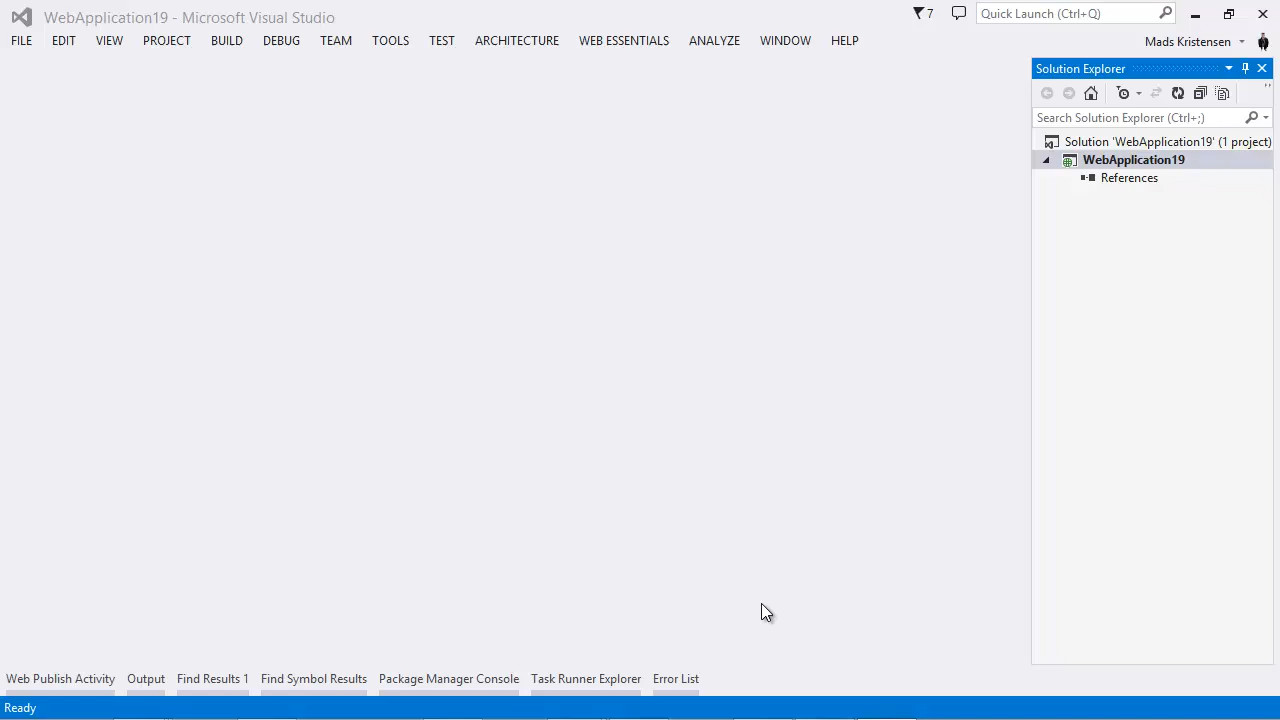 WebApplication19 - Microsoft Visual Studio
7
Quick Launch (Ctrl+Q)
FILE EDIT VIEW PROJECT BUILD DEBUG TEAM TOOLS TEST ARCHITECTURE WEB ESSENTIALS ANALYZE WINDOW HELP
Mads Kristensen
Solution Explorer
Search Solution Explorer (Ctrl+;)
Solution 'WebApplication19' (1 project)
WebApplication19
References
Web Publish Activity Output Find Results 1 Find Symbol Results Package Manager Console Task Runner Explorer Error List
Ready